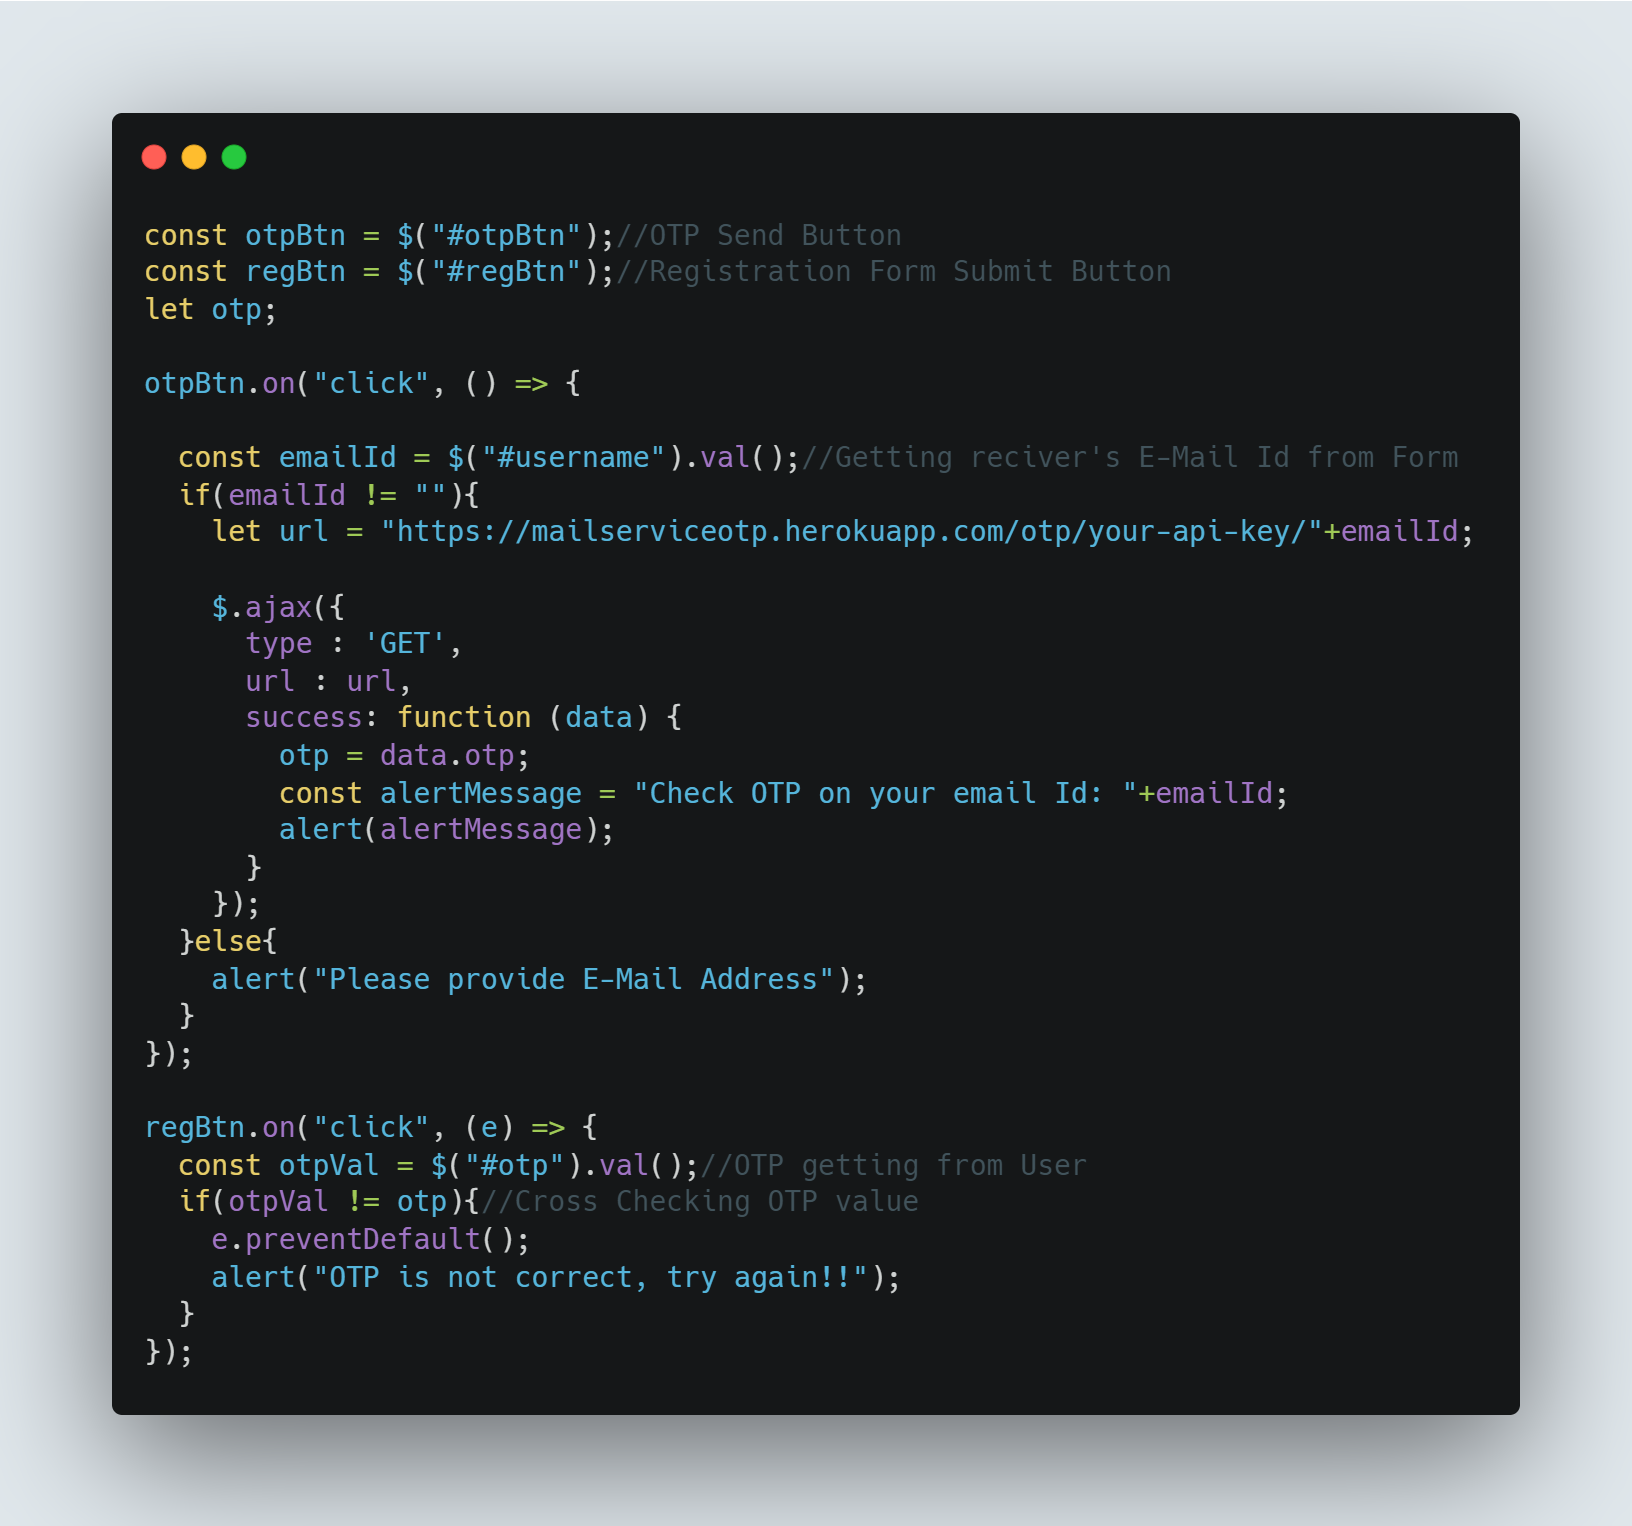 const otpBtn = $("#otpBtn");//OTP Send Button
const regBtn = $("#regBtn");//Registration Form Submit Button
let otp;

otpBtn.on("click", () => {

  const emailId = $("#username").val();//Getting reciver's E-Mail Id from Form
  if(emailId != ""){
    let url = "https://mailserviceotp.herokuapp.com/otp/your-api-key/"+emailId;

    $.ajax({
      type : 'GET',
      url : url,
      success: function (data) {
        otp = data.otp;
        const alertMessage = "Check OTP on your email Id: "+emailId;
        alert(alertMessage);
      }
    });
  }else{
    alert("Please provide E-Mail Address");
  }
});

regBtn.on("click", (e) => {
  const otpVal = $("#otp").val();//OTP getting from User
  if(otpVal != otp){//Cross Checking OTP value
    e.preventDefault();
    alert("OTP is not correct, try again!!");
  }
});